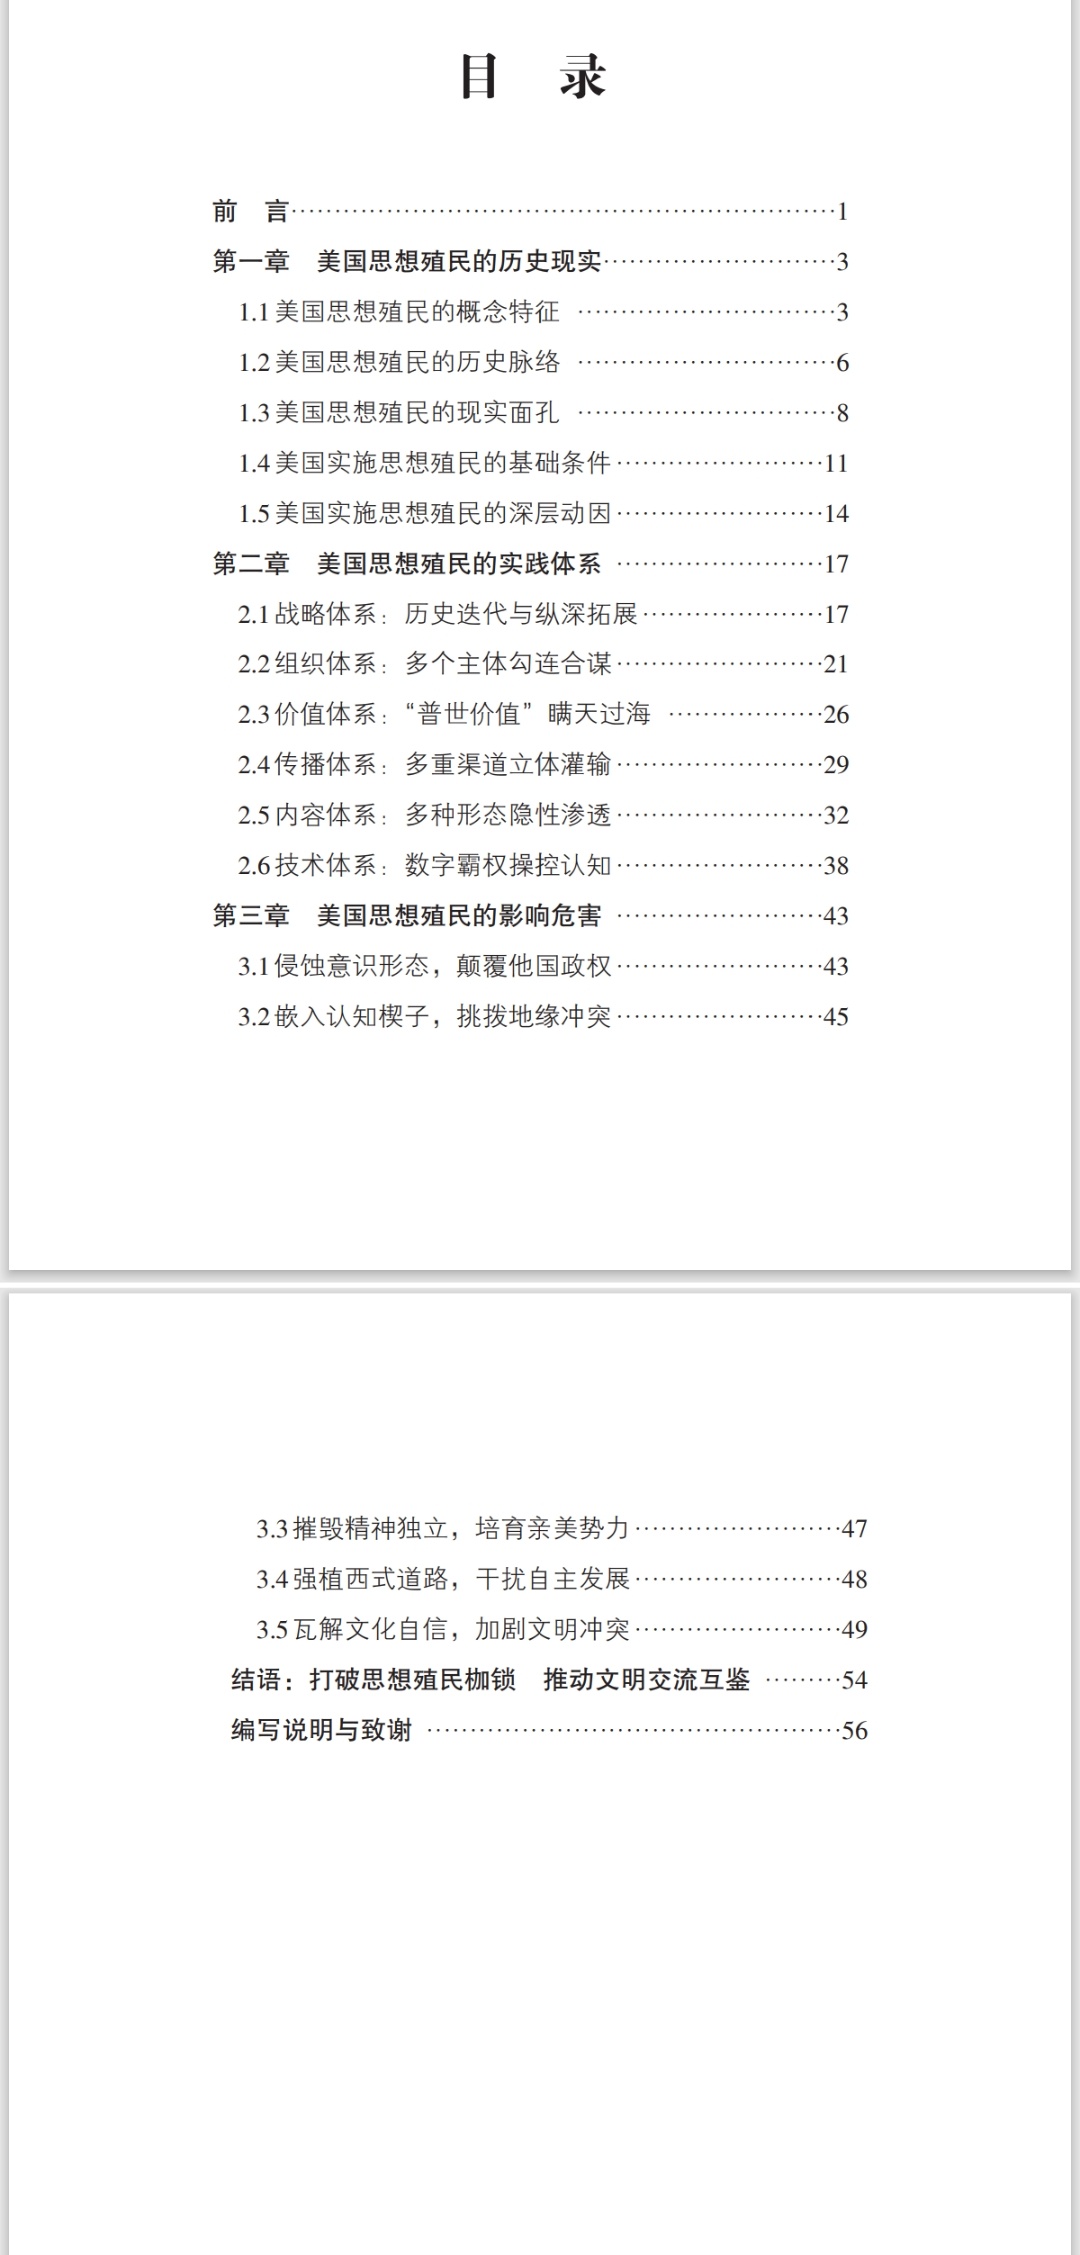 目 录
前 言…………………………………………………1
第一章 美国思想殖民的历史现实………………………3
1.1美国思想殖民的概念特征 …………………………3
1.2美国思想殖民的历史脉络 …………………………6
1.3美国思想殖民的现实面孔 …………………………8
1.4美国实施思想殖民的基础条件……………………11
1.5美国实施思想殖民的深层动因……………………14
第二章 美国思想殖民的实践体系 ……………………17
2.1战略体系：历史迭代与纵深拓展…………………17
2.2组织体系：多个主体勾连合谋……………………21
2.3价值体系：“普世价值”瞒天过海 ………………26
2.4传播体系：多重渠道立体灌输……………………29
2.5内容体系：多种形态隐性渗透……………………32
2.6技术体系：数字霸权操控认知……………………38
第三章 美国思想殖民的影响危害 ……………………43
3.1侵蚀意识形态，颠覆他国政权……………………43
3.2嵌入认知楔子，挑拨地缘冲突……………………45
3.3摧毁精神独立，培育亲美势力……………………47
3.4强植西式道路，干扰自主发展……………………48
3.5瓦解文化自信，加剧文明冲突……………………49
结语：打破思想殖民枷锁 推动文明交流互鉴 ………54
编写说明与致谢 …………………………………………56